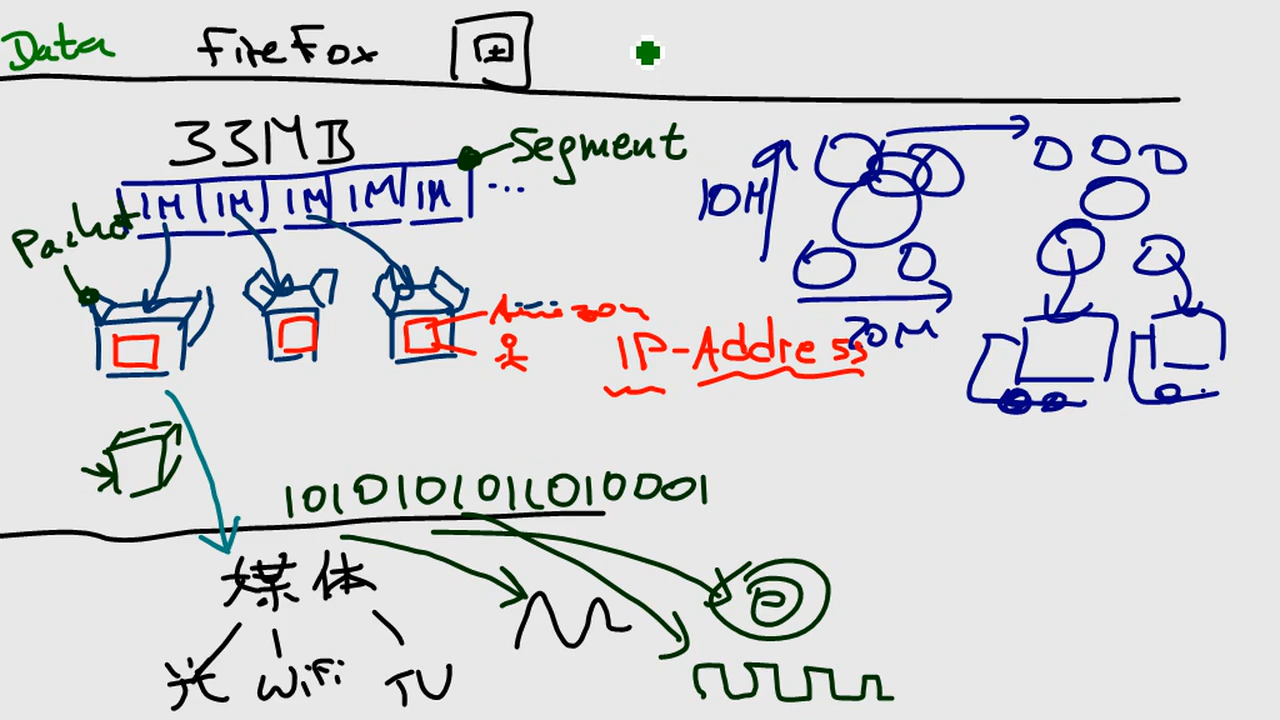 Data FireFox
33MB
Segment
1M 1M 1M 1M 1M ...
Packet
10M
20M
Amazon
IP-Address
101010101101010001
媒体
光 WiFi TV